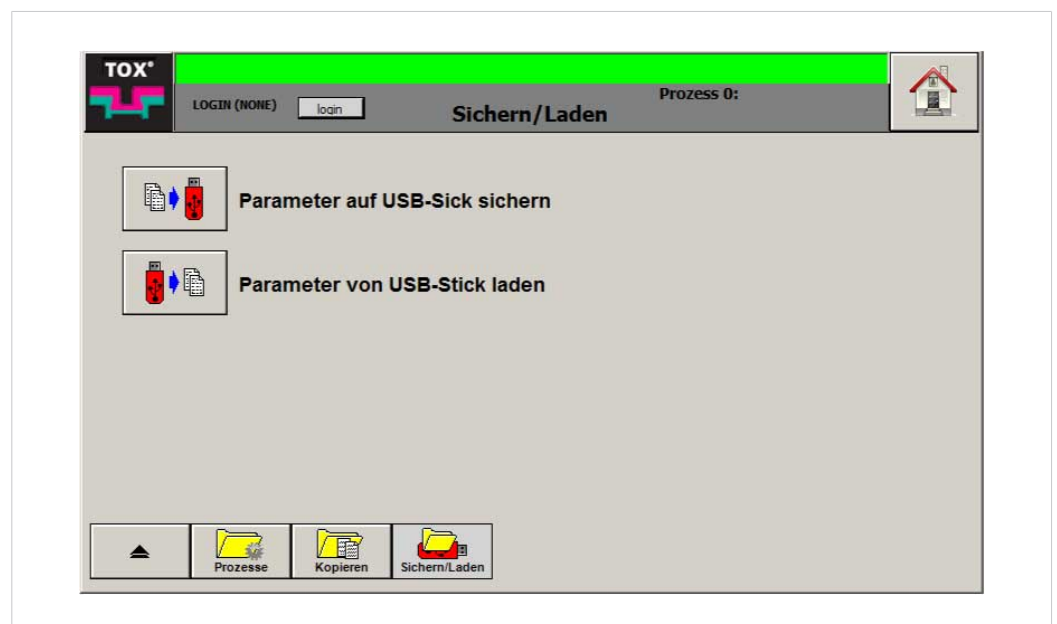 TOX®
LOGIN (NONE)
login
Sichern/Laden
Prozess 0:
Parameter auf USB-Sick sichern
Parameter von USB-Stick laden
Prozesse
Kopieren
Sichern/Laden